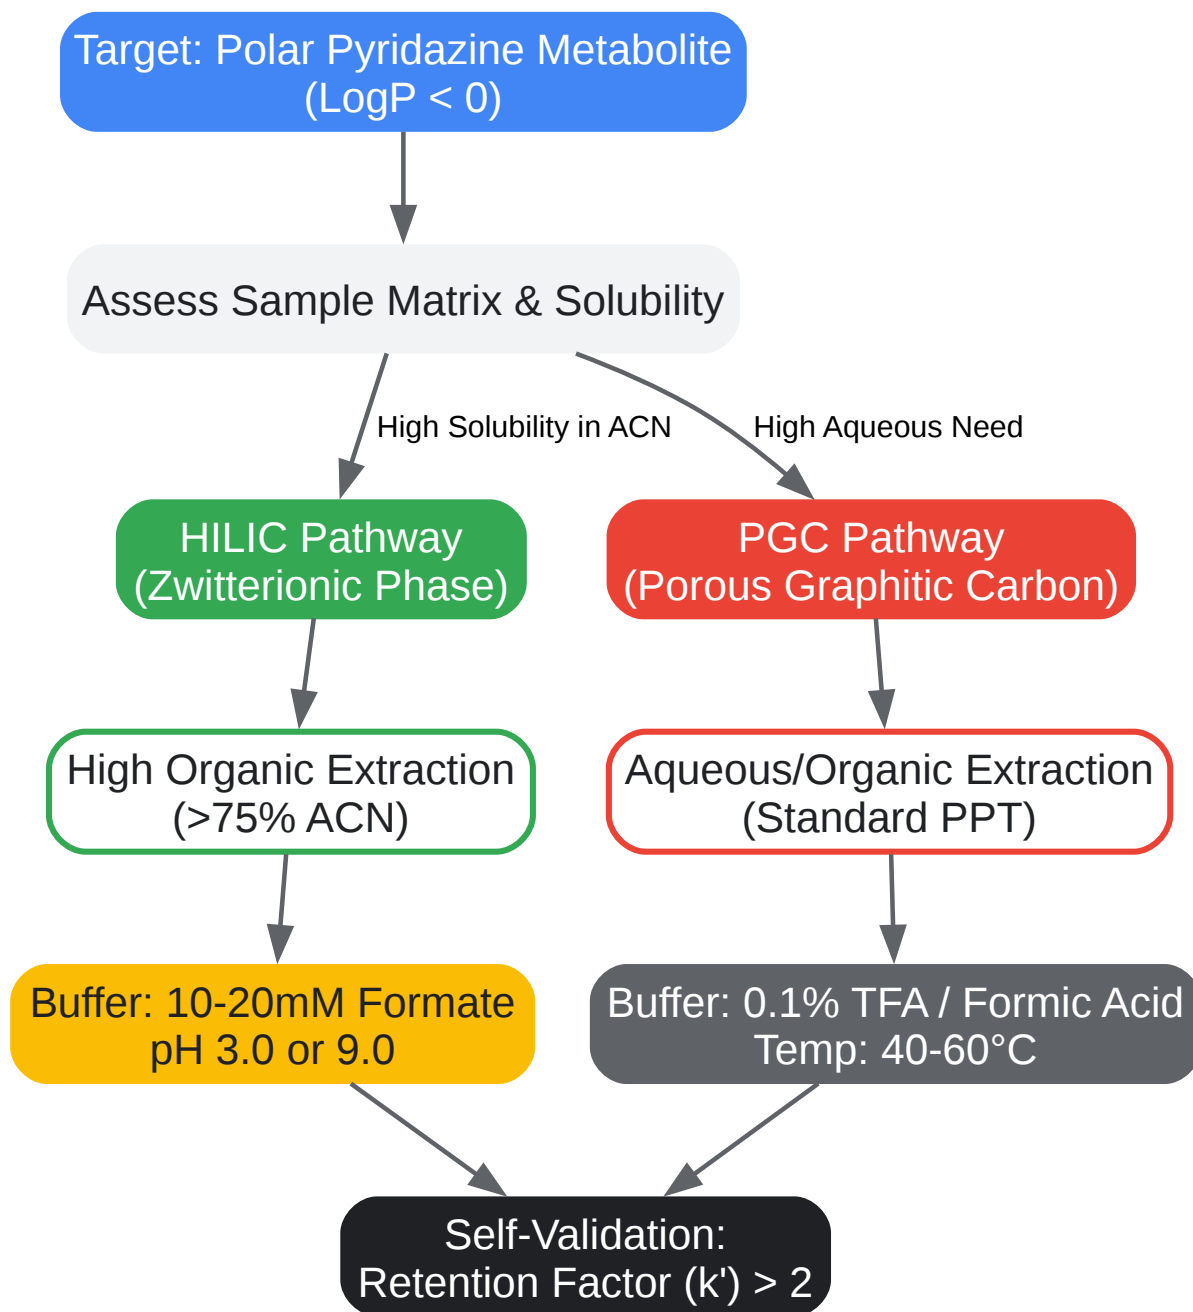 Target: Polar Pyridazine Metabolite
(LogP < 0)
Assess Sample Matrix & Solubility
High Solubility in ACN
High Aqueous Need
HILIC Pathway
(Zwitterionic Phase)
PGC Pathway
(Porous Graphitic Carbon)
High Organic Extraction
(>75% ACN)
Aqueous/Organic Extraction
(Standard PPT)
Buffer: 10-20mM Formate
pH 3.0 or 9.0
Buffer: 0.1% TFA / Formic Acid
Temp: 40-60°C
Self-Validation:
Retention Factor (k') > 2